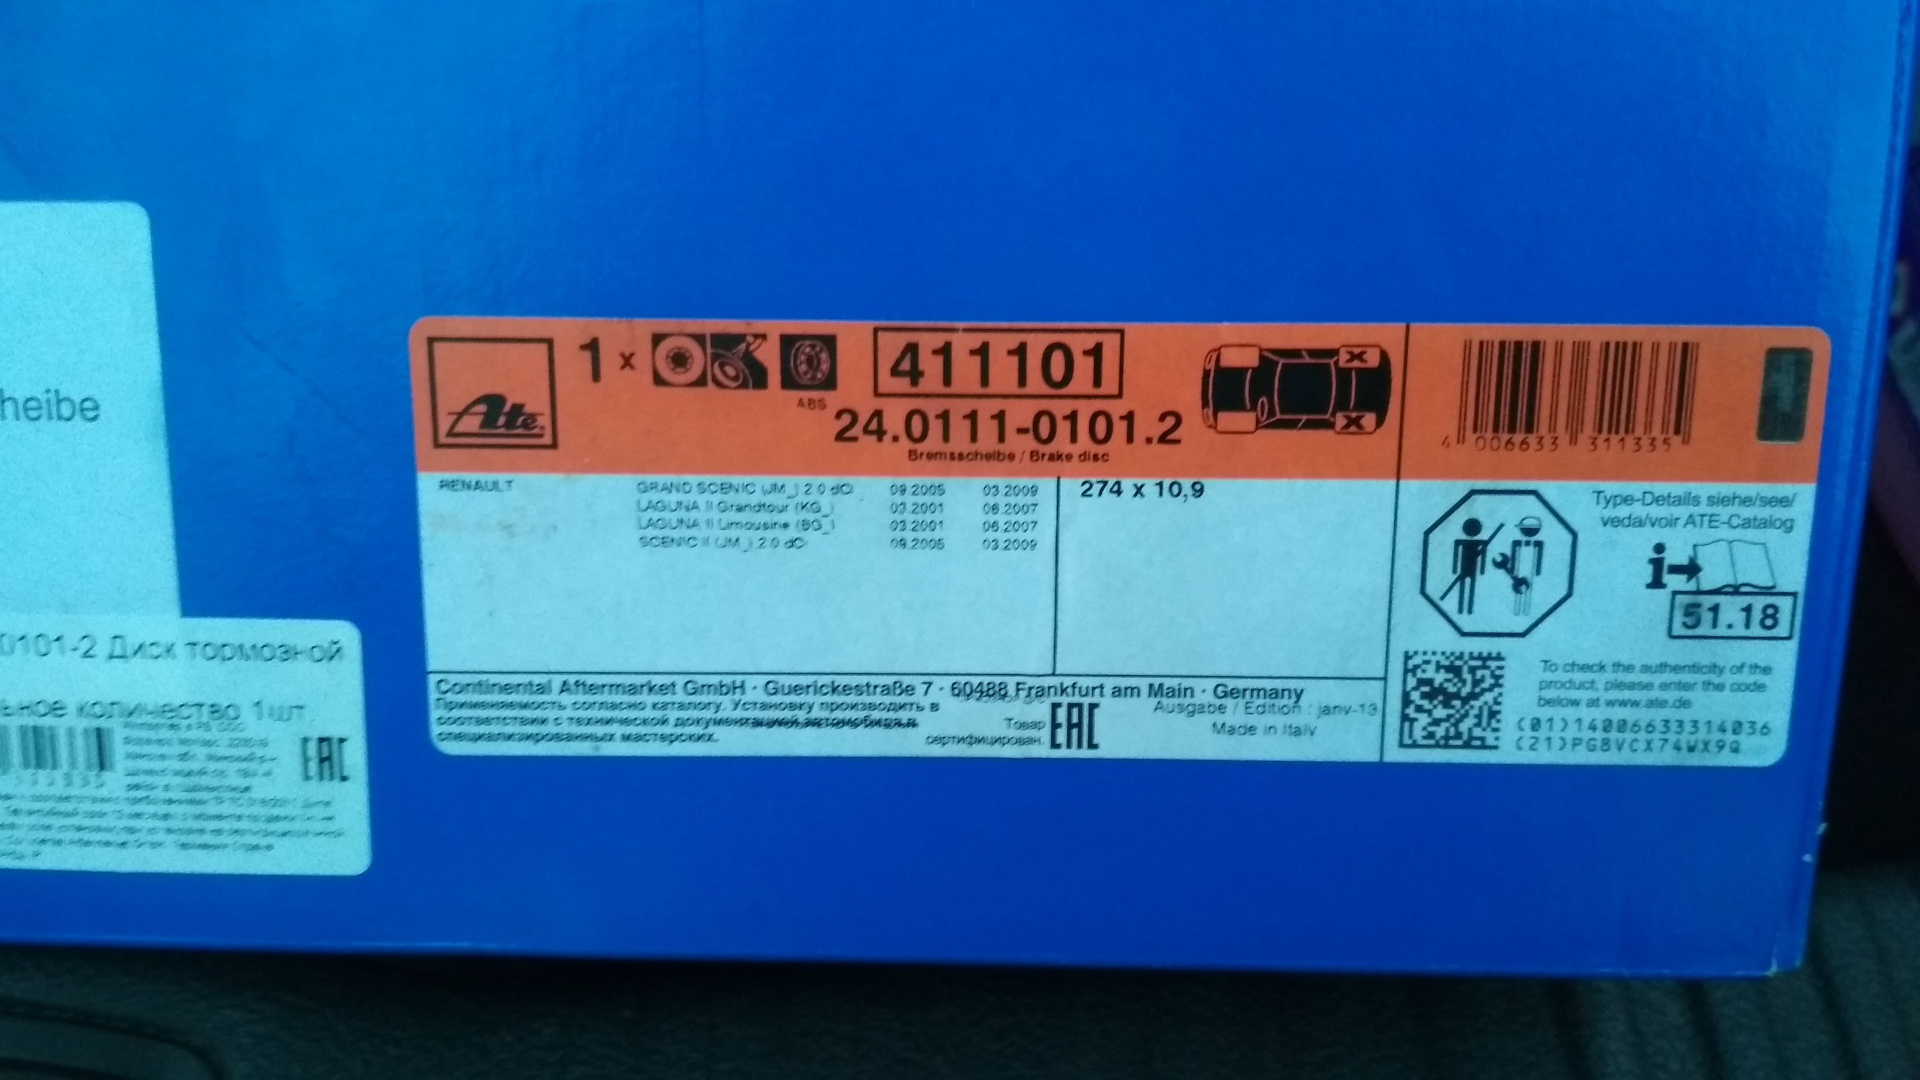 heibe
0101-2 Диск тормозной
количество 1 шт.
EAC
Ate
1 x
ABS
411101
24.0111-0101.2
Bremsscheibe / Brake disc
4 006633 311335
RENAULT
GRAND SCENIC (JM_) 2.0 dCi 09.2005 03.2009
LAGUNA II Grandtour (KG_) 03.2001 06.2007
LAGUNA II Limousine (BG_) 03.2001 06.2007
SCENIC II (JM_) 2.0 dCi 09.2005 03.2009
274 x 10,9
Type-Details siehe/see/
veda/voir ATE-Catalog
i
51.18
Continental Aftermarket GmbH · Guerickestraße 7 · 60488 Frankfurt am Main · Germany
Применяемость согласно каталогу. Установку производить в
соответствии с технической документацией автомобиля в
специализированных мастерских.
Товар
сертифицирован.
EAC
Ausgabe / Edition : janv-13
Made in Italy
To check the authenticity of the
product, please enter the code
below at www.ate.de
(01)14006633314036
(21)PG8VCX74WX9Q